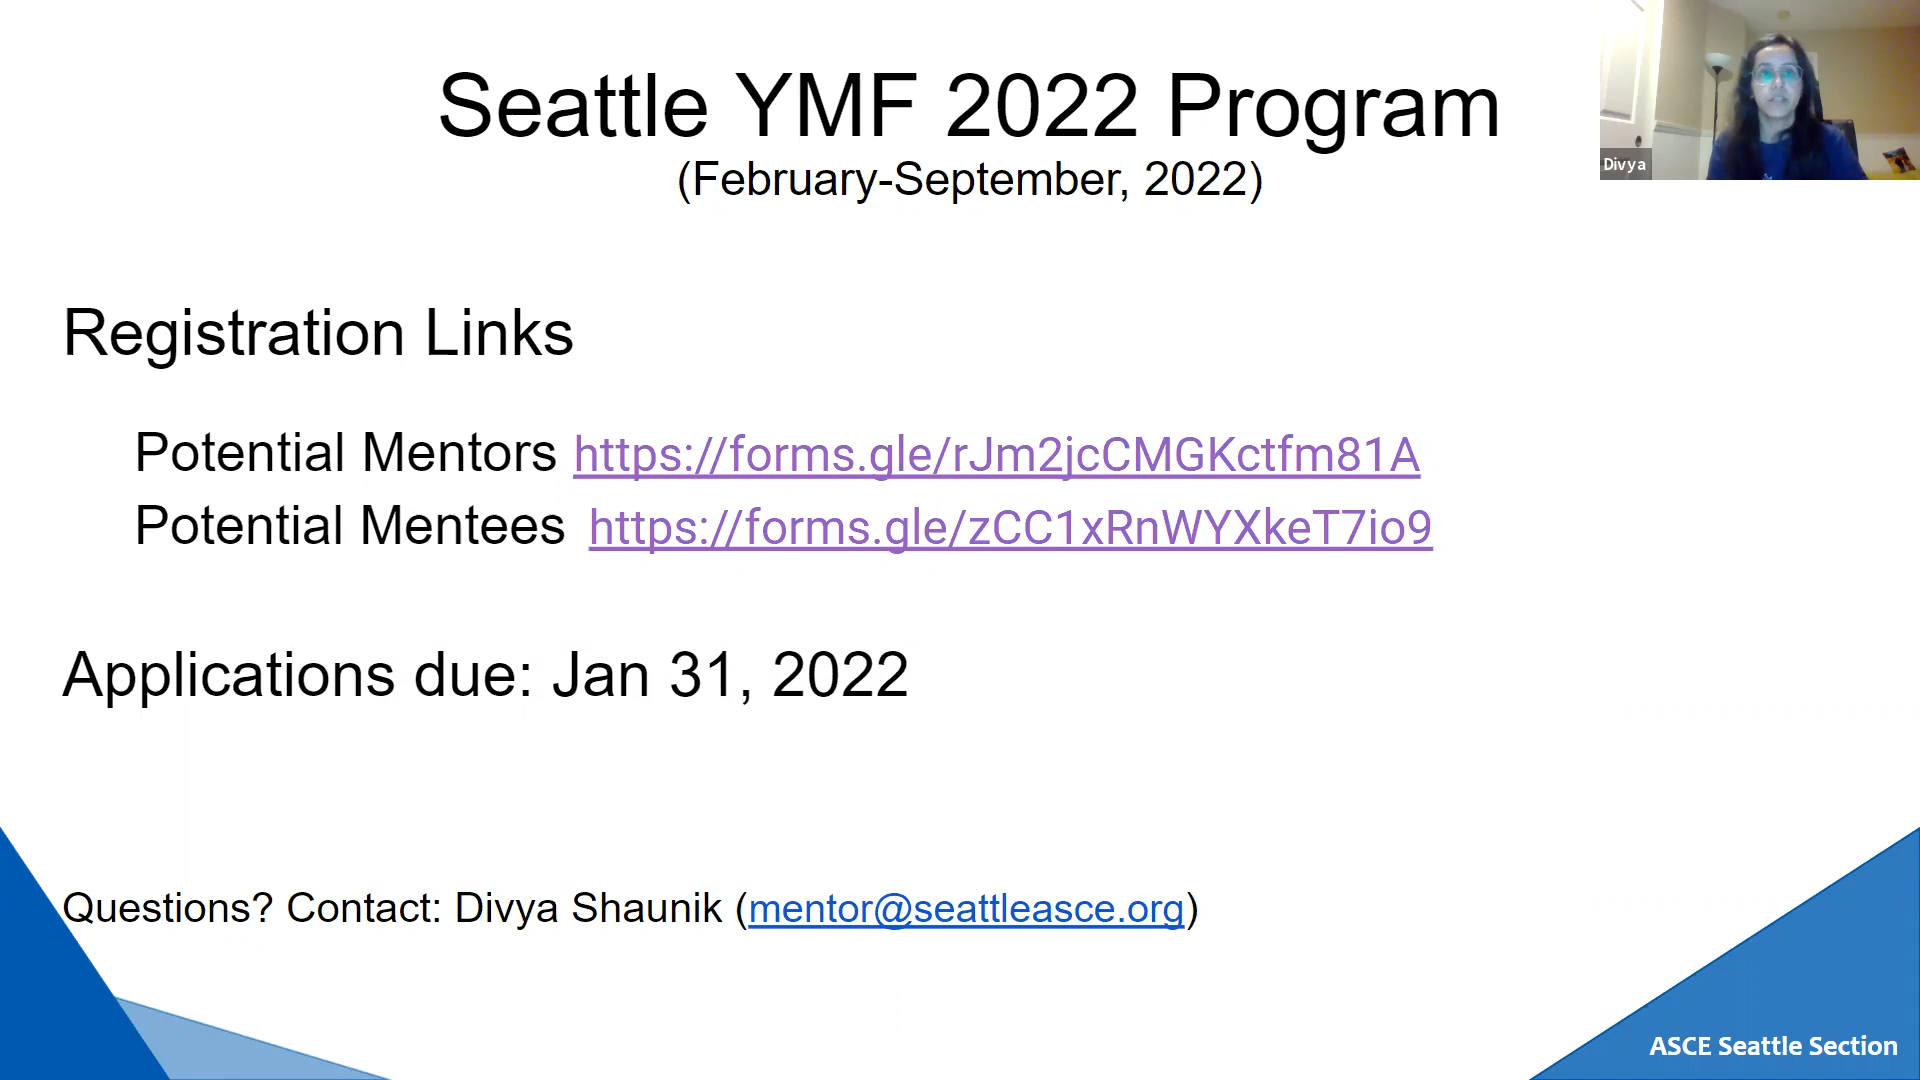 Seattle YMF 2022 Program
(February-September, 2022)
Divya
Registration Links
Potential Mentors https://forms.gle/rJm2jcCMGKctfm81A
Potential Mentees https://forms.gle/zCC1xRnWYXkeT7io9
Applications due: Jan 31, 2022
Questions? Contact: Divya Shaunik (mentor@seattleasce.org)
ASCE Seattle Section